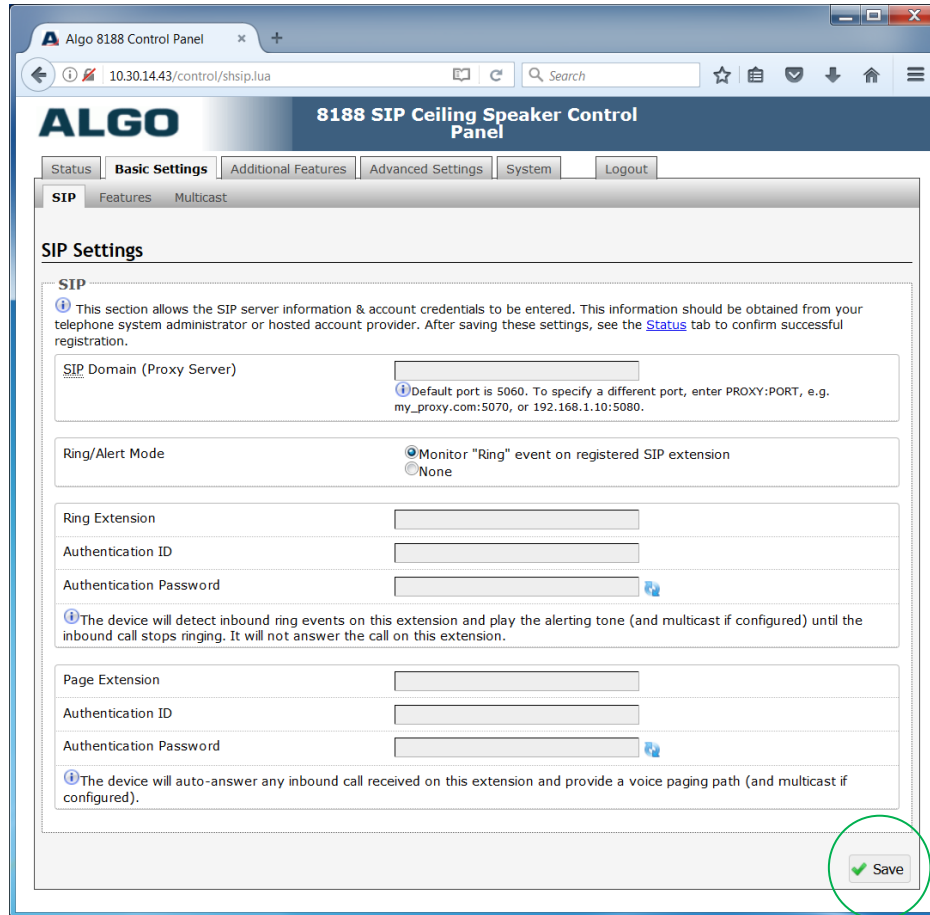 Algo 8188 Control Panel
10.30.14.43/control/shsip.lua
Search
ALGO
8188 SIP Ceiling Speaker Control
Panel
Status
Basic Settings
Additional Features
Advanced Settings
System
Logout
SIP
Features
Multicast
SIP Settings
SIP
This section allows the SIP server information & account credentials to be entered. This information should be obtained from your
telephone system administrator or hosted account provider. After saving these settings, see the Status tab to confirm successful
registration.
SIP Domain (Proxy Server)
Default port is 5060. To specify a different port, enter PROXY:PORT, e.g.
my_proxy.com:5070, or 192.168.1.10:5080.
Ring/Alert Mode
Monitor "Ring" event on registered SIP extension
None
Ring Extension
Authentication ID
Authentication Password
The device will detect inbound ring events on this extension and play the alerting tone (and multicast if configured) until the
inbound call stops ringing. It will not answer the call on this extension.
Page Extension
Authentication ID
Authentication Password
The device will auto-answer any inbound call received on this extension and provide a voice paging path (and multicast if
configured).
Save